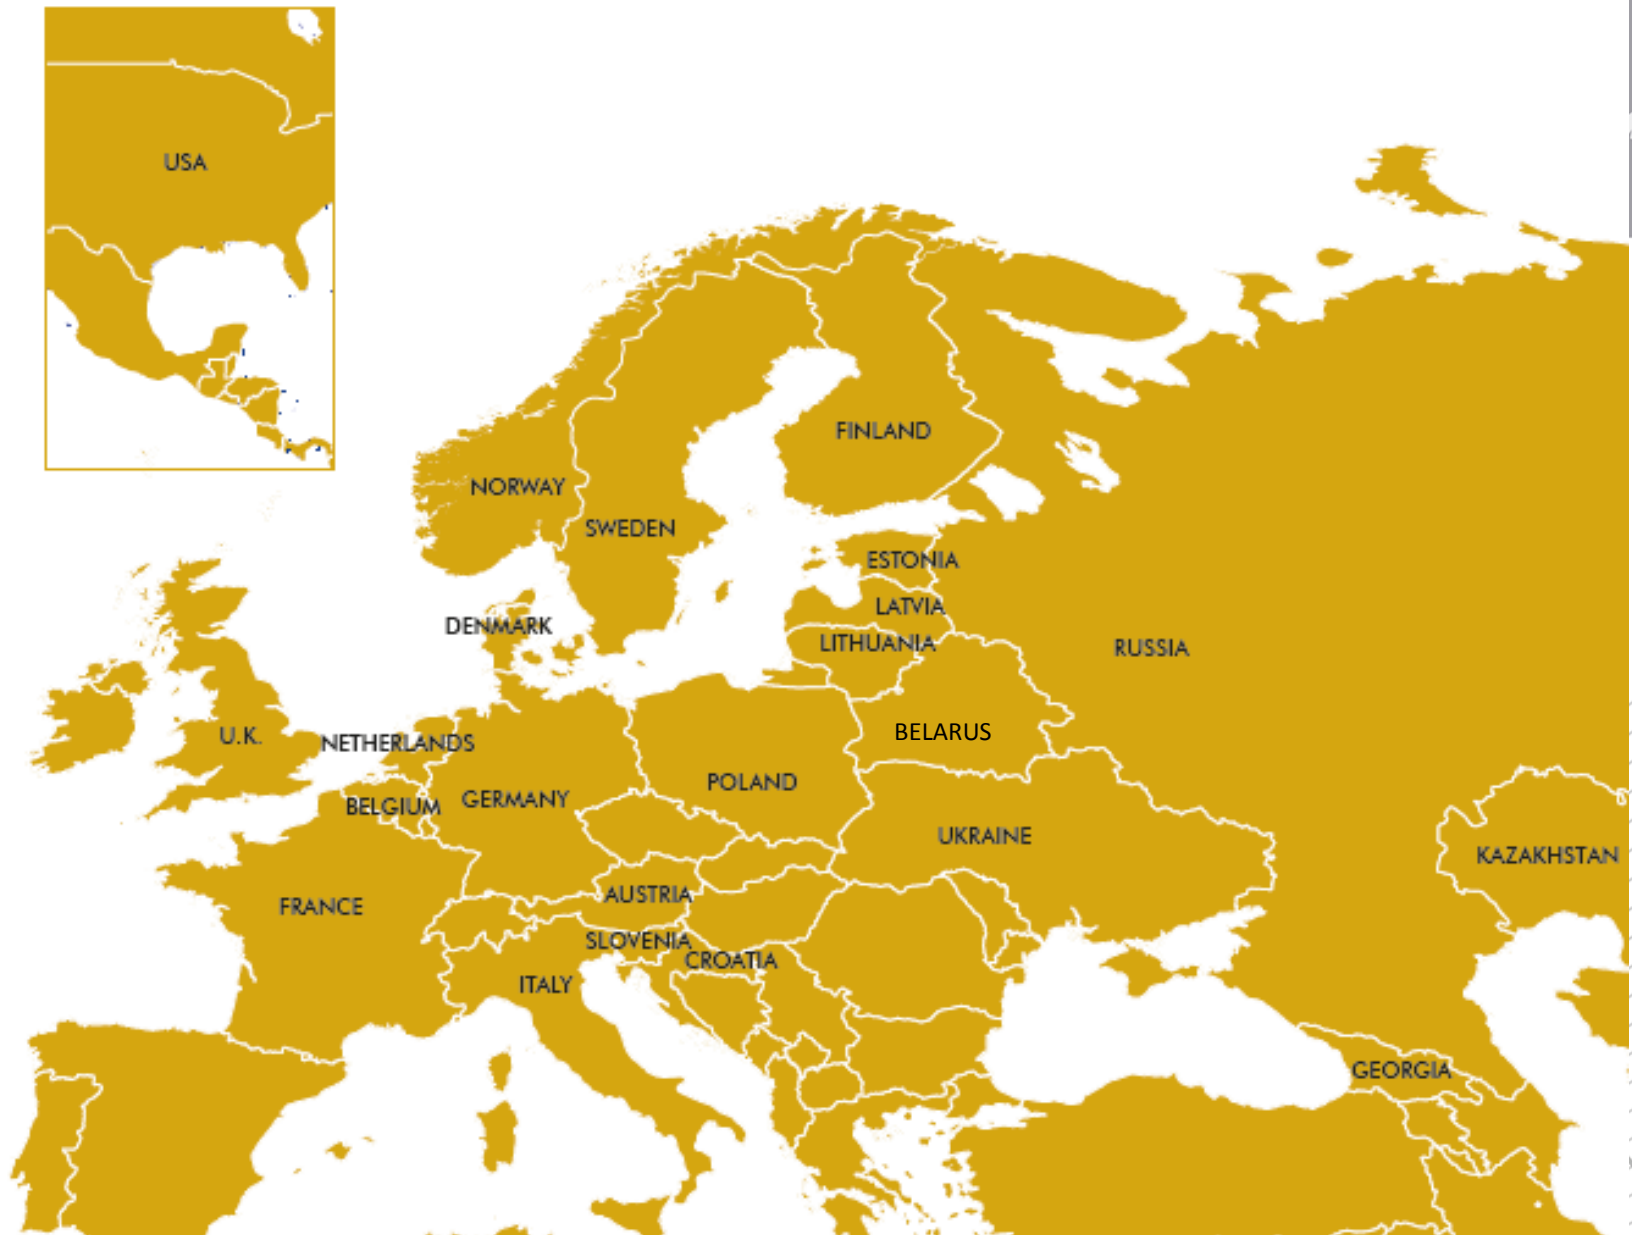 USA
FINLAND
NORWAY
SWEDEN
ESTONIA
LATVIA
DENMARK
LITHUANIA
RUSSIA
BELARUS
U.K.
NETHERLANDS
POLAND
GERMANY
BELGIUM
UKRAINE
KAZAKHSTAN
AUSTRIA
FRANCE
SLOVENIA
CROATIA
ITALY
GEORGIA